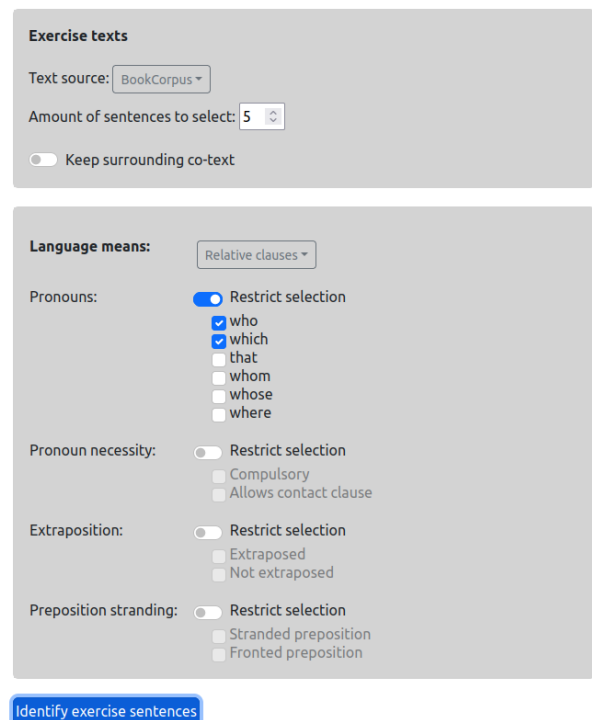 Exercise texts
Text source: BookCorpus
Amount of sentences to select: 5
Keep surrounding co-text
Language means: Relative clauses
Pronouns: Restrict selection
who
which
that
whom
whose
where
Pronoun necessity: Restrict selection
Compulsory
Allows contact clause
Extraposition: Restrict selection
Extraposed
Not extraposed
Preposition stranding: Restrict selection
Stranded preposition
Fronted preposition
Identify exercise sentences